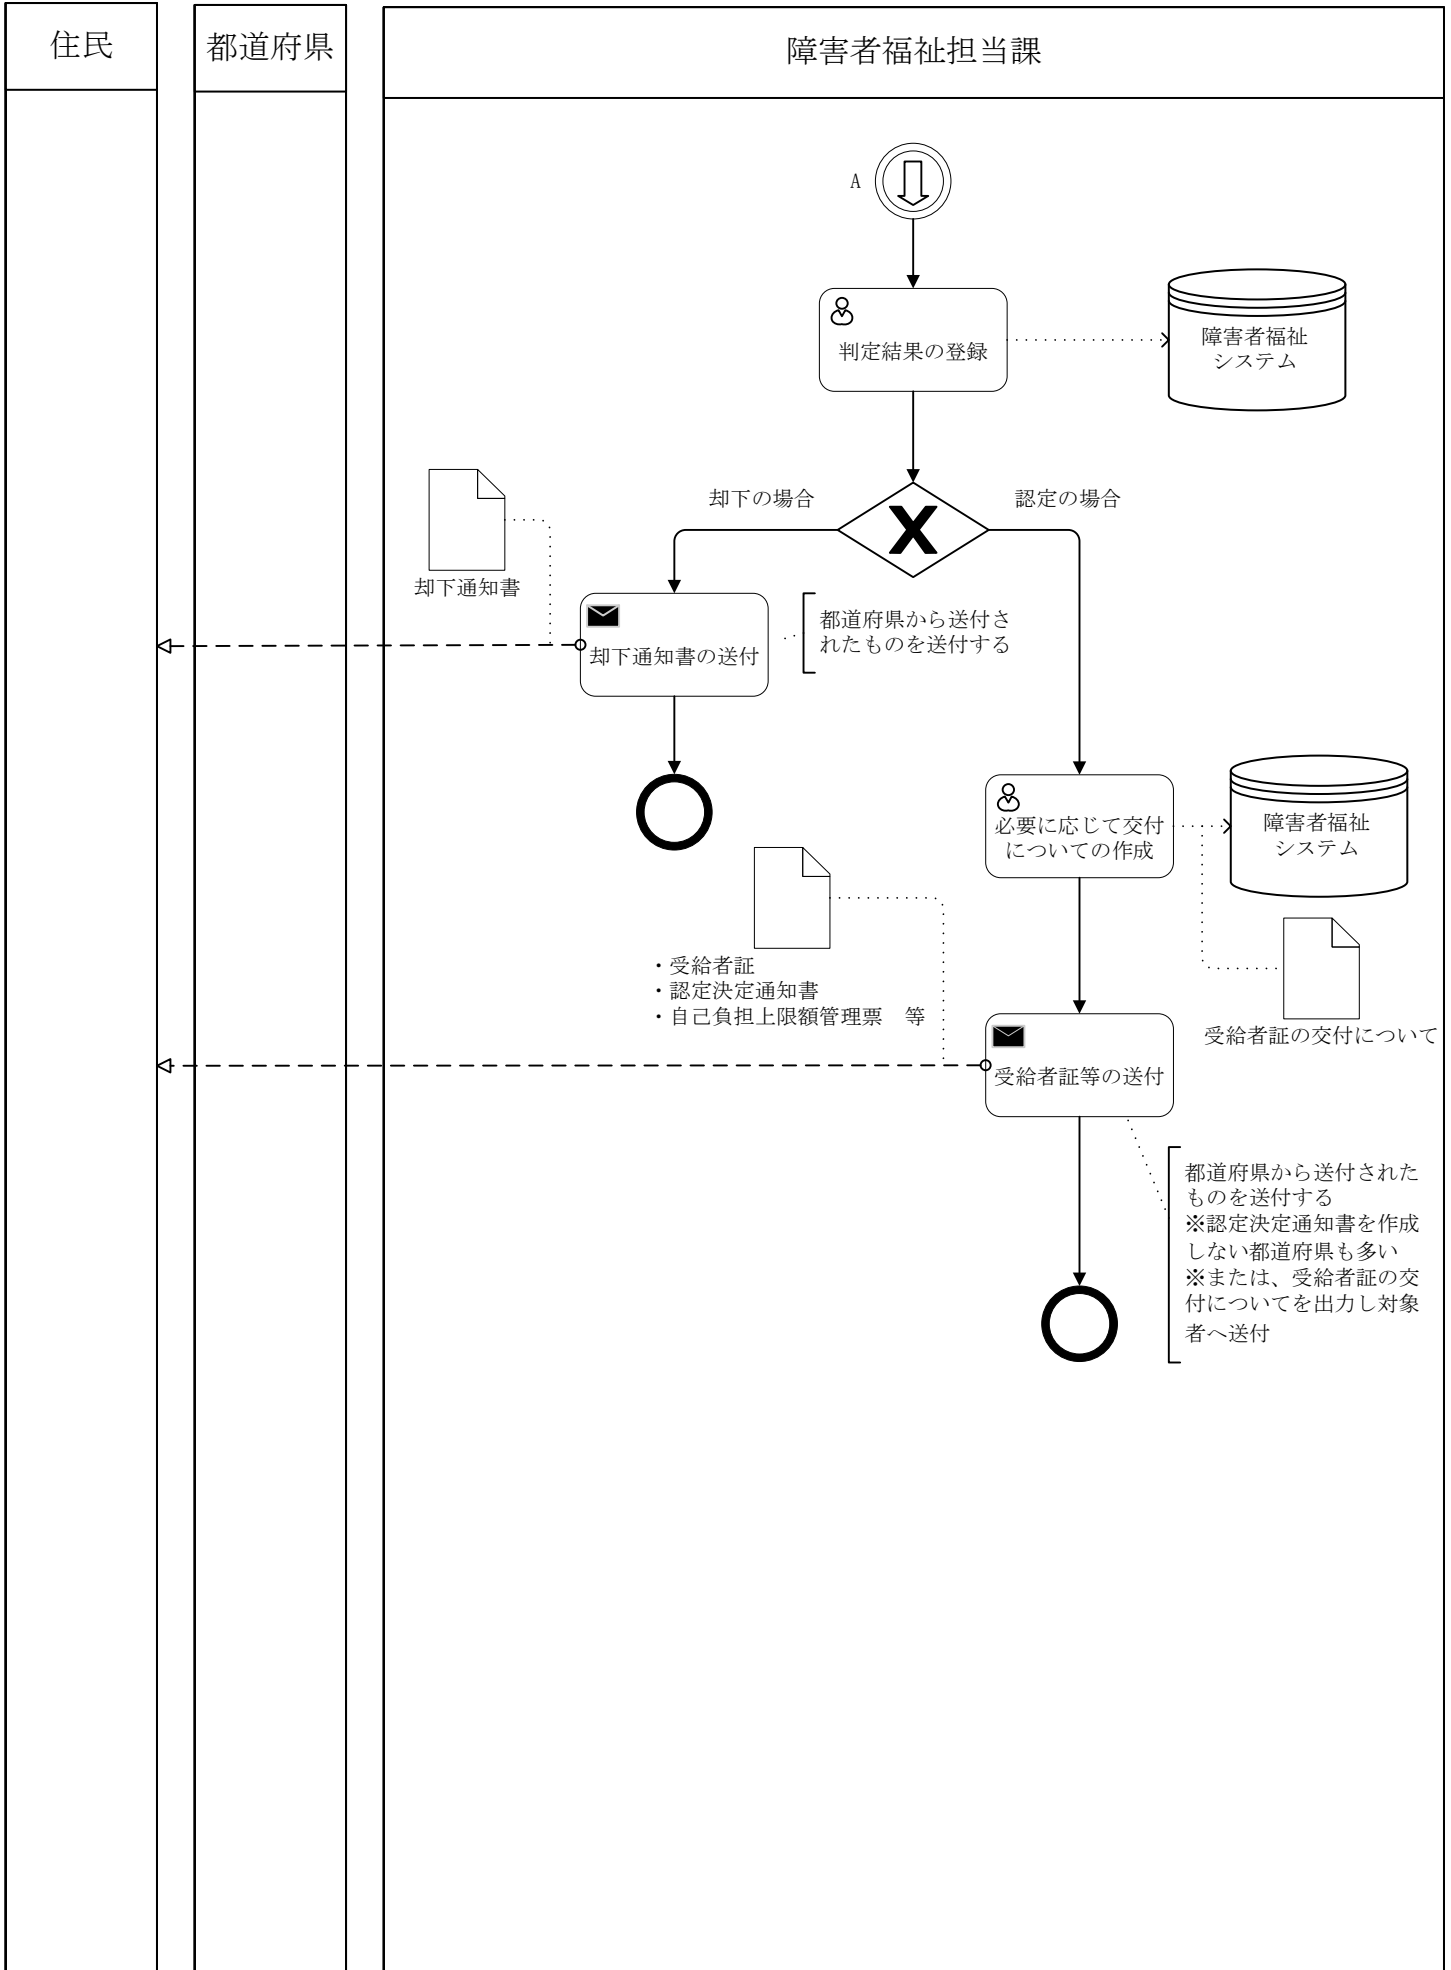 住民
都道府県
障害者福祉担当課
A
判定結果の登録
障害者福祉
システム
却下の場合
認定の場合
却下通知書
却下通知書の送付
都道府県から送付さ
れたものを送付する
必要に応じて交付
についての作成
障害者福祉
システム
・受給者証
・認定決定通知書
・自己負担上限額管理票　等
受給者証の交付について
受給者証等の送付
都道府県から送付された
ものを送付する
※認定決定通知書を作成
しない都道府県も多い
※または、受給者証の交
付についてを出力し対象
者へ送付